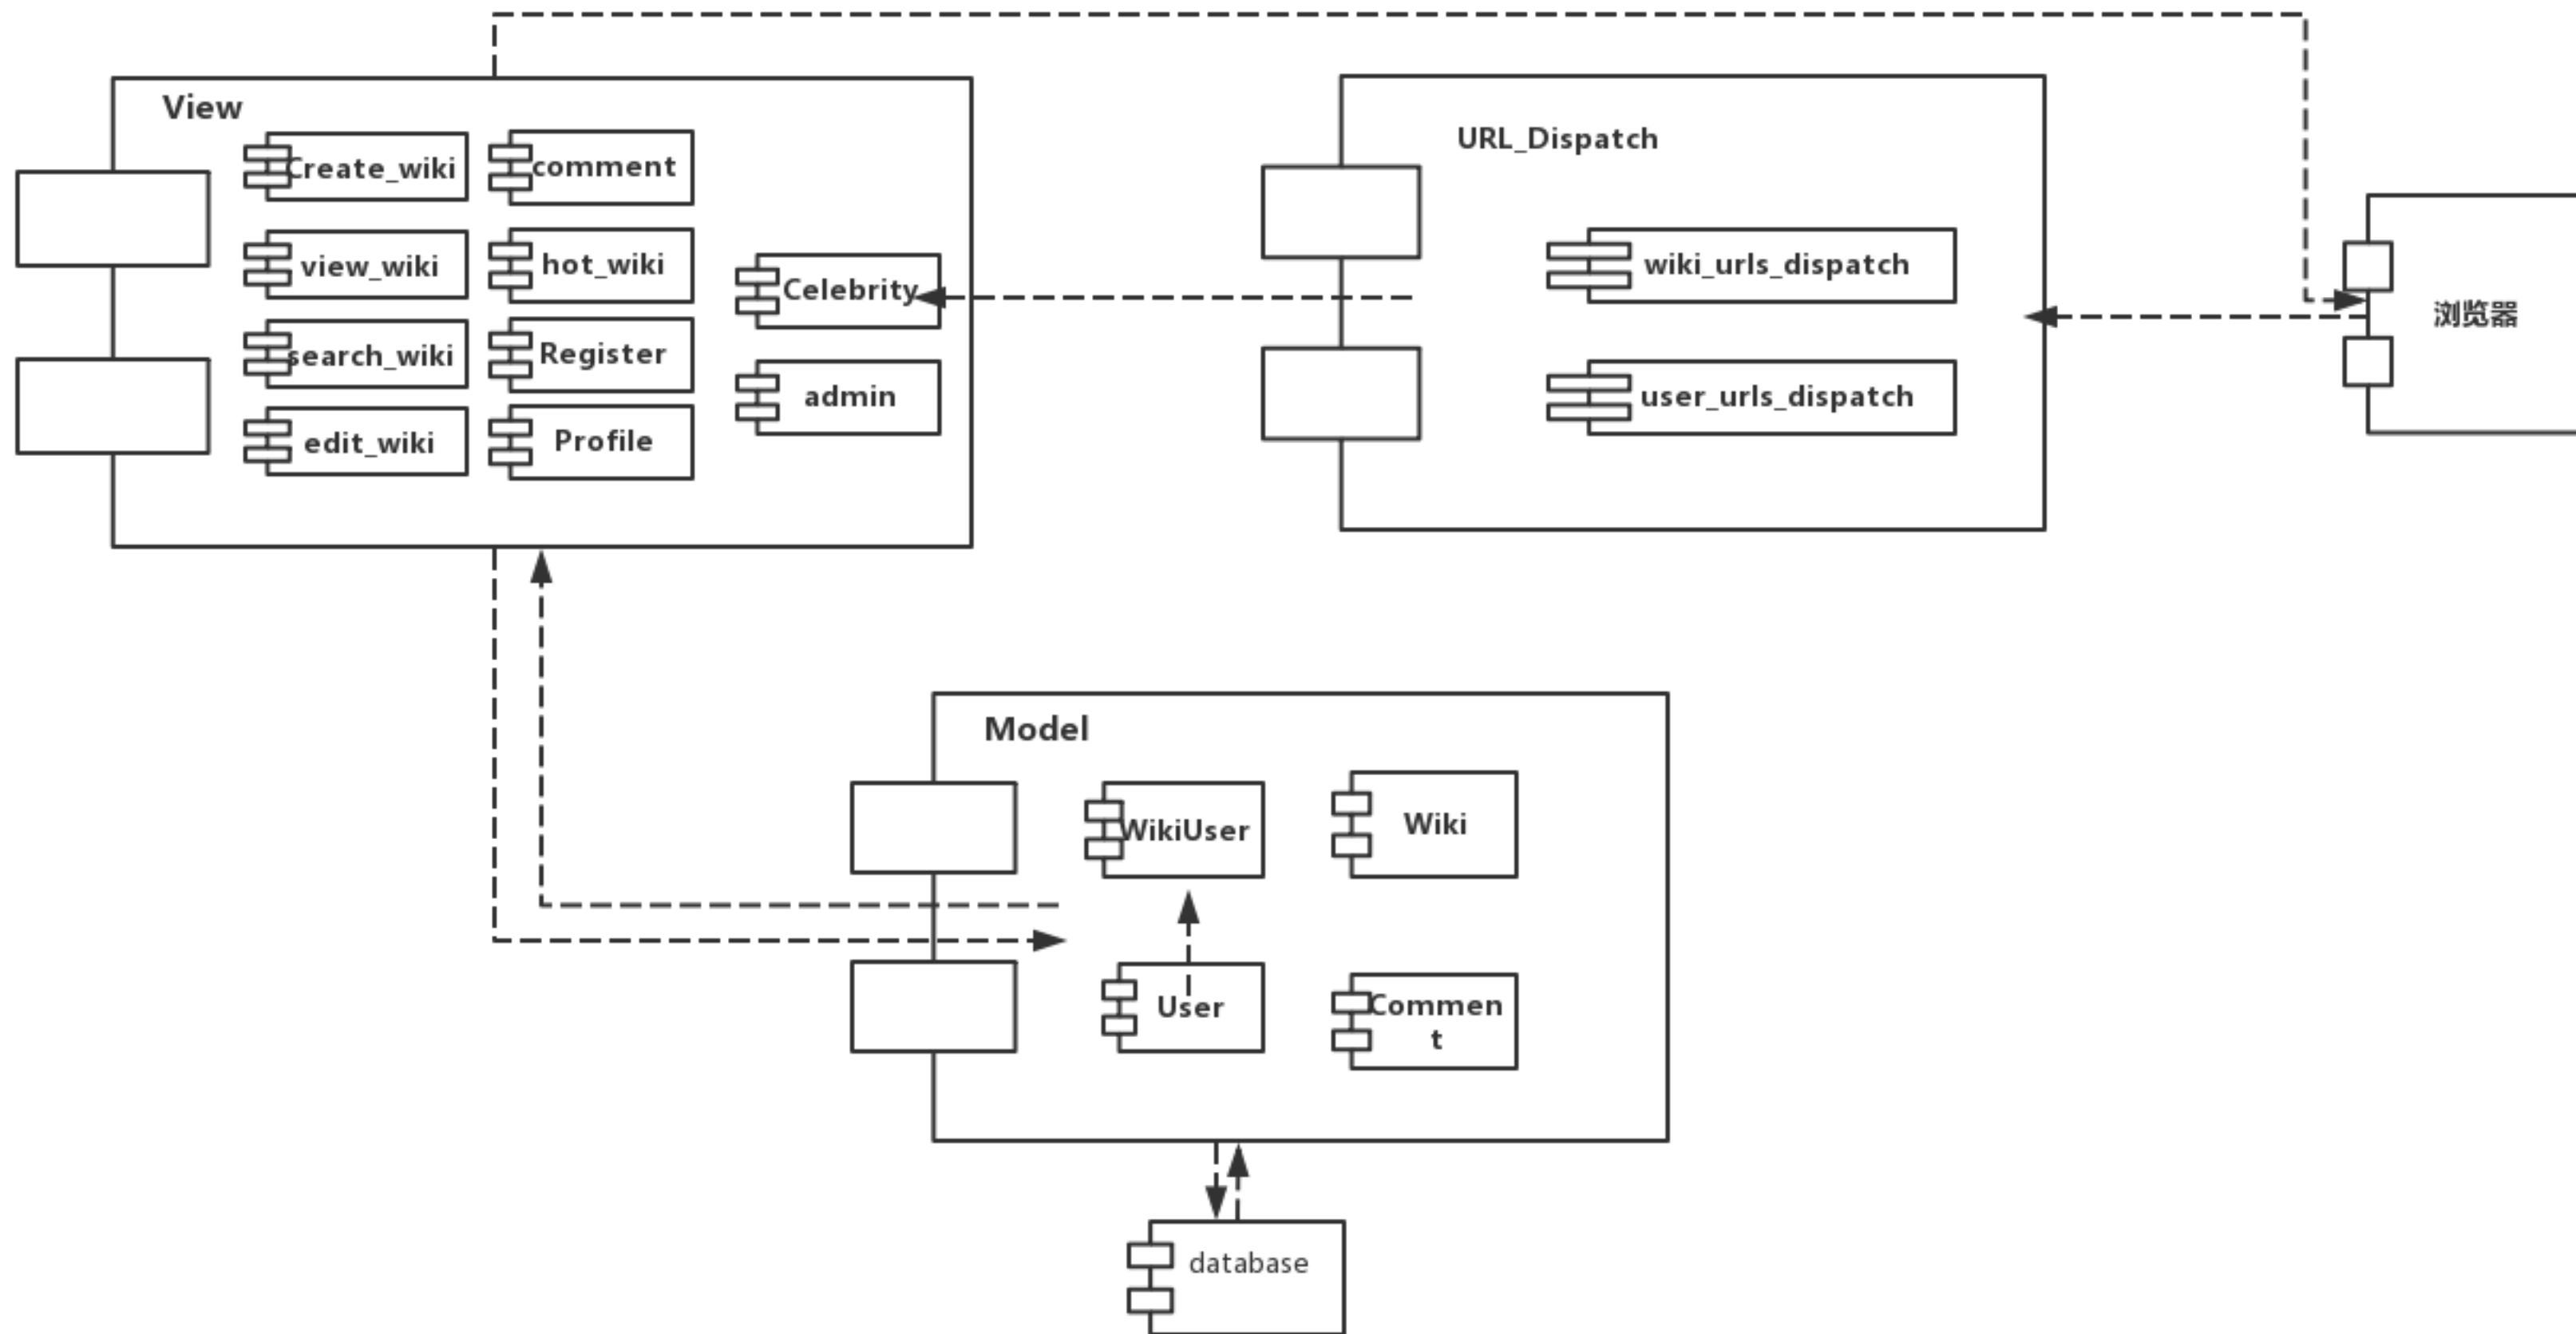 View
Create_wiki
comment
view_wiki
hot_wiki
Celebrity
search_wiki
Register
admin
edit_wiki
Profile
URL_Dispatch
wiki_urls_dispatch
user_urls_dispatch
浏览器
Model
WikiUser
Wiki
User
Commen
t
database